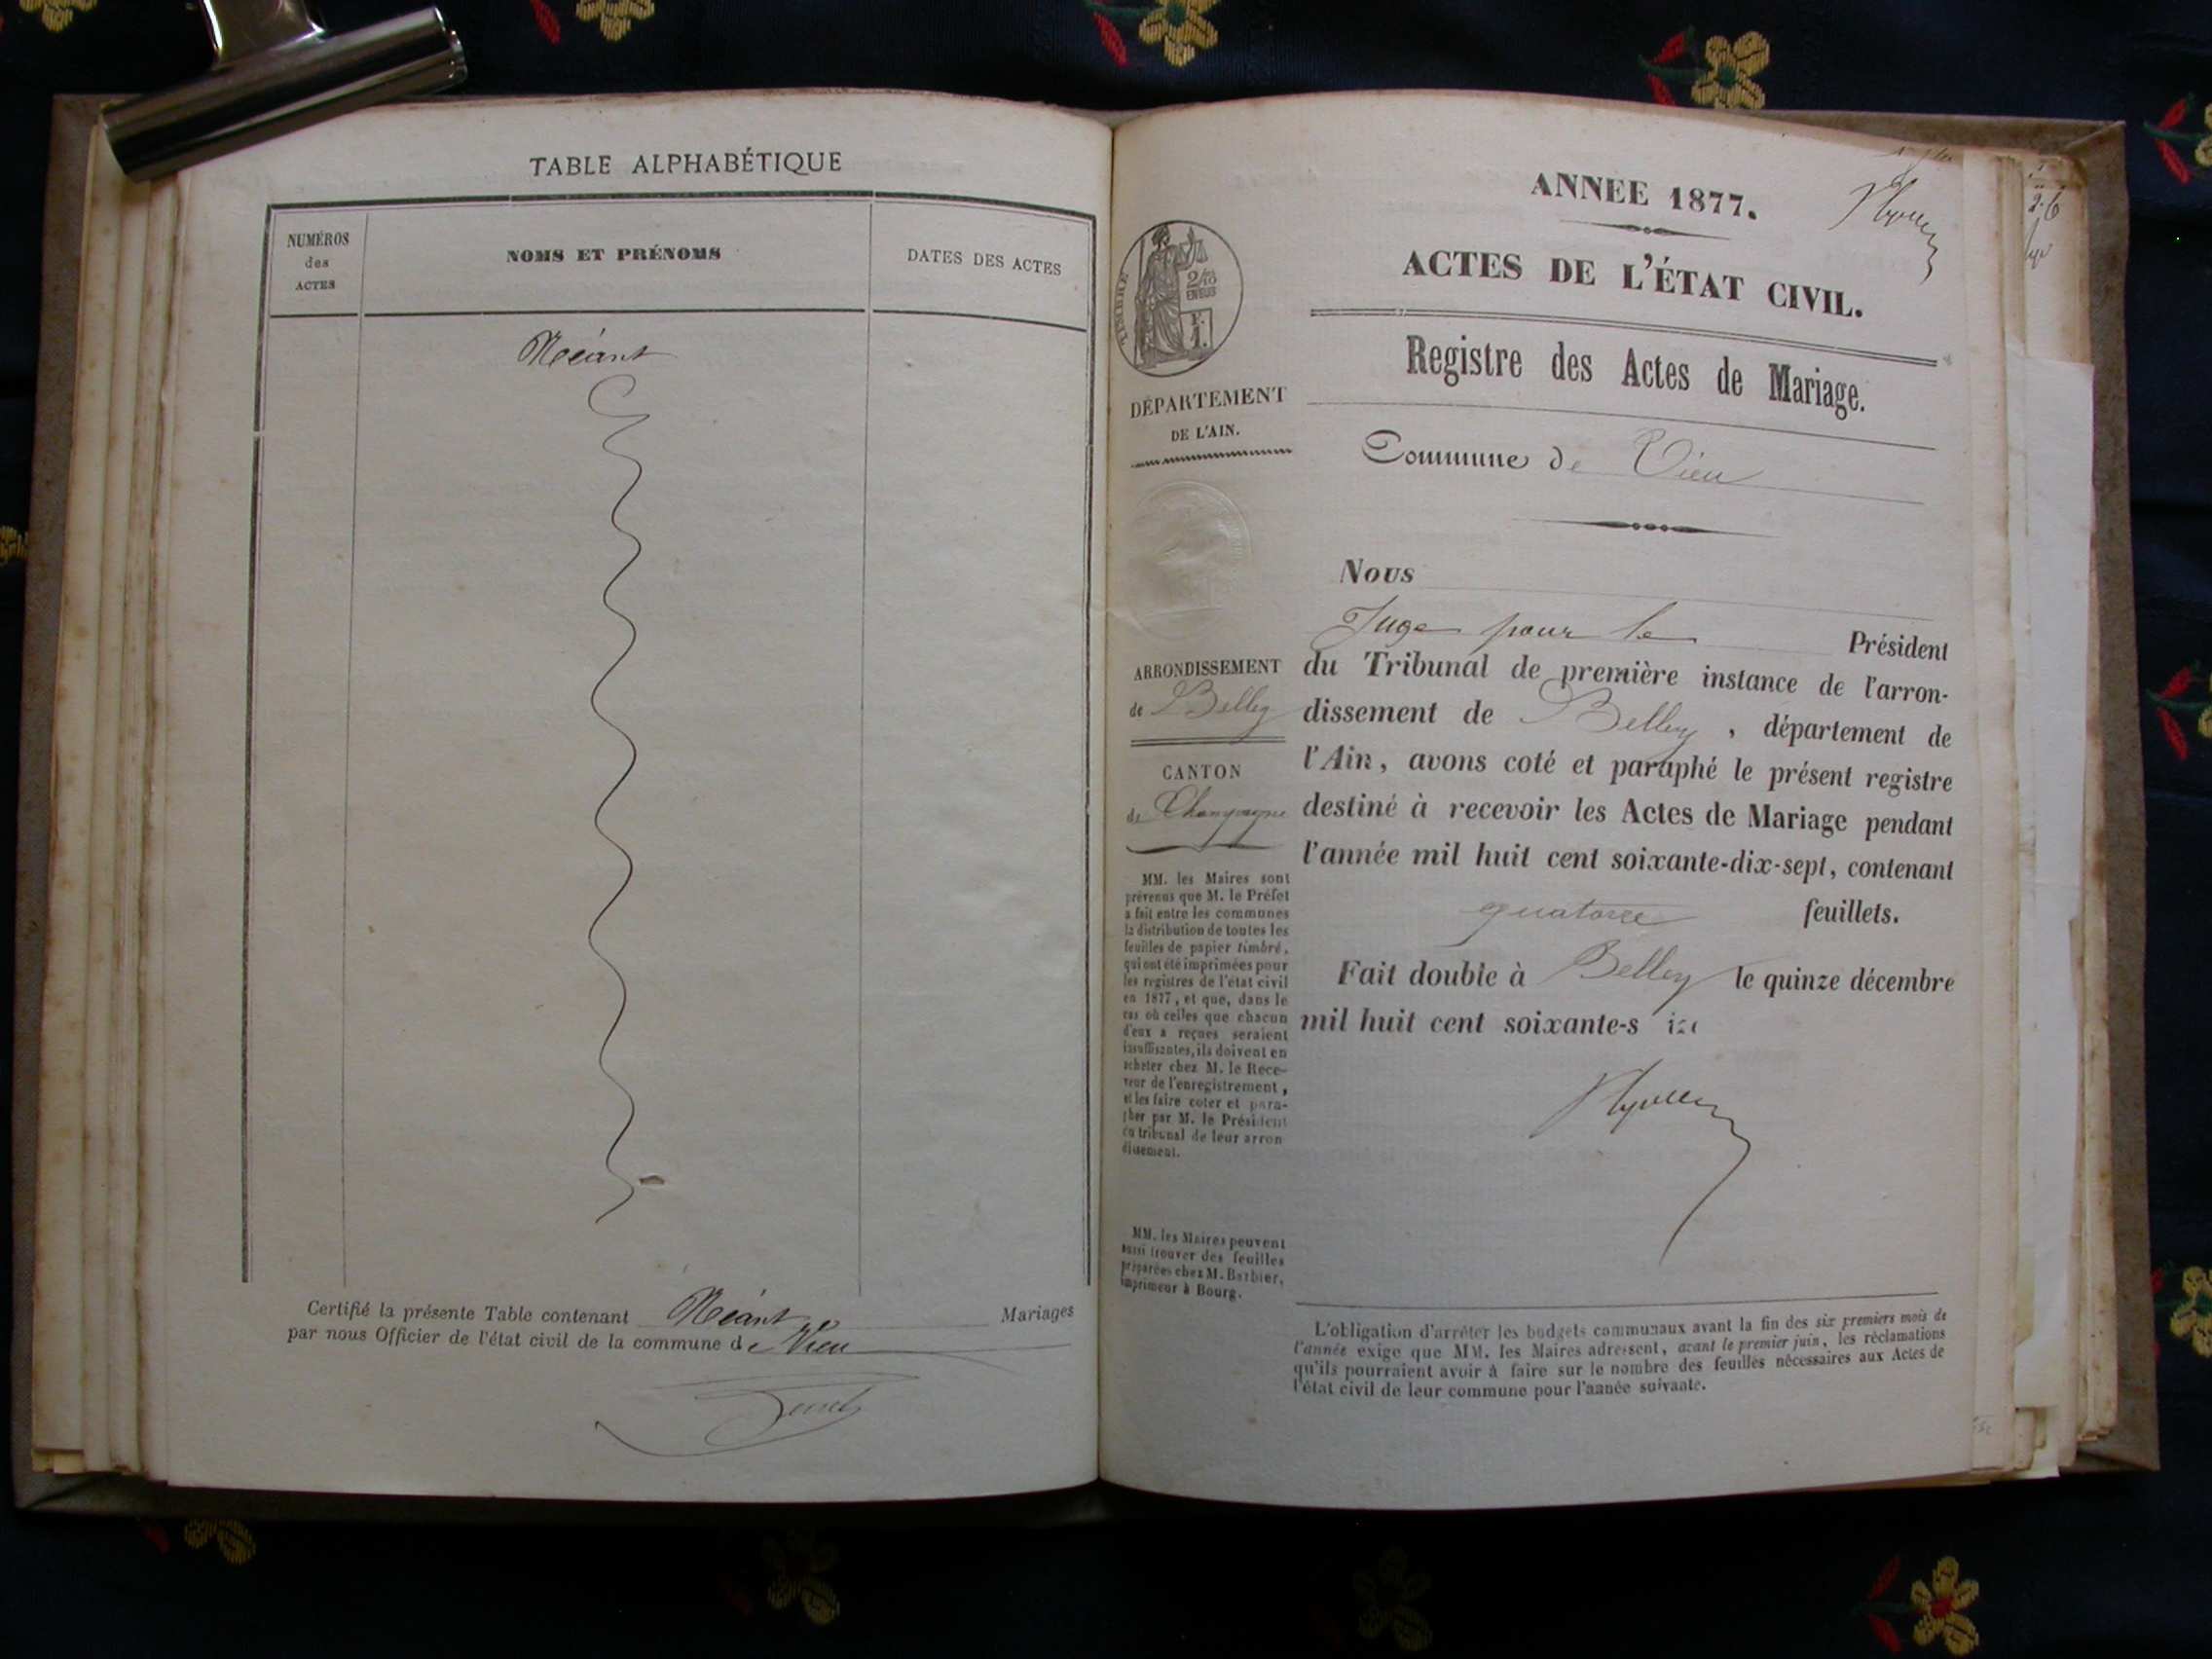 TABLE ALPHABÉTIQUE
NUMÉROS
des
ACTES
NOMS ET PRÉNOMS
DATES DES ACTES
Néant
Certifié la présente Table contenant Néant Mariages
par nous Officier de l'état civil de la commune de Vieu
ANNÉE 1877.
ACTES DE L'ÉTAT CIVIL.
Registre des Actes de Mariage.
Commune de Vieu
TIMBRE
2/10
EN SUS
F.
1.
DÉPARTEMENT
DE L'AIN.
ARRONDISSEMENT
de Belley
CANTON
de Champagne
MM. les Maires sont
prévenus que M. le Préfet
a fait entre les communes
la distribution de toutes les
feuilles de papier timbré,
qui ont été imprimées pour
les registres de l'état civil
en 1877, et que, dans le
cas où celles que chacun
d'eux a reçues seraient
insuffisantes, ils doivent en
acheter chez M. le Rece-
veur de l'enregistrement,
et les faire coter et para-
pher par M. le Président
du tribunal de leur arron
dissement.
MM. les Maires peuvent
aussi trouver des feuilles
préparées chez M. Barbier,
imprimeur à Bourg.
Nous
Juge pour le Président
du Tribunal de première instance de l'arron-
dissement de Belley, département de
l'Ain, avons coté et paraphé le présent registre
destiné à recevoir les Actes de Mariage pendant
l'année mil huit cent soixante-dix-sept, contenant
quatorze feuillets.
Fait double à Belley le quinze décembre
mil huit cent soixante-s
L'obligation d'arrêter les budgets communaux avant la fin des six premiers mois de
l'année exige que MM. les Maires adressent, avant le premier juin, les réclamations
qu'ils pourraient avoir à faire sur le nombre des feuilles nécessaires aux Actes de
l'état civil de leur commune pour l'année suivante.